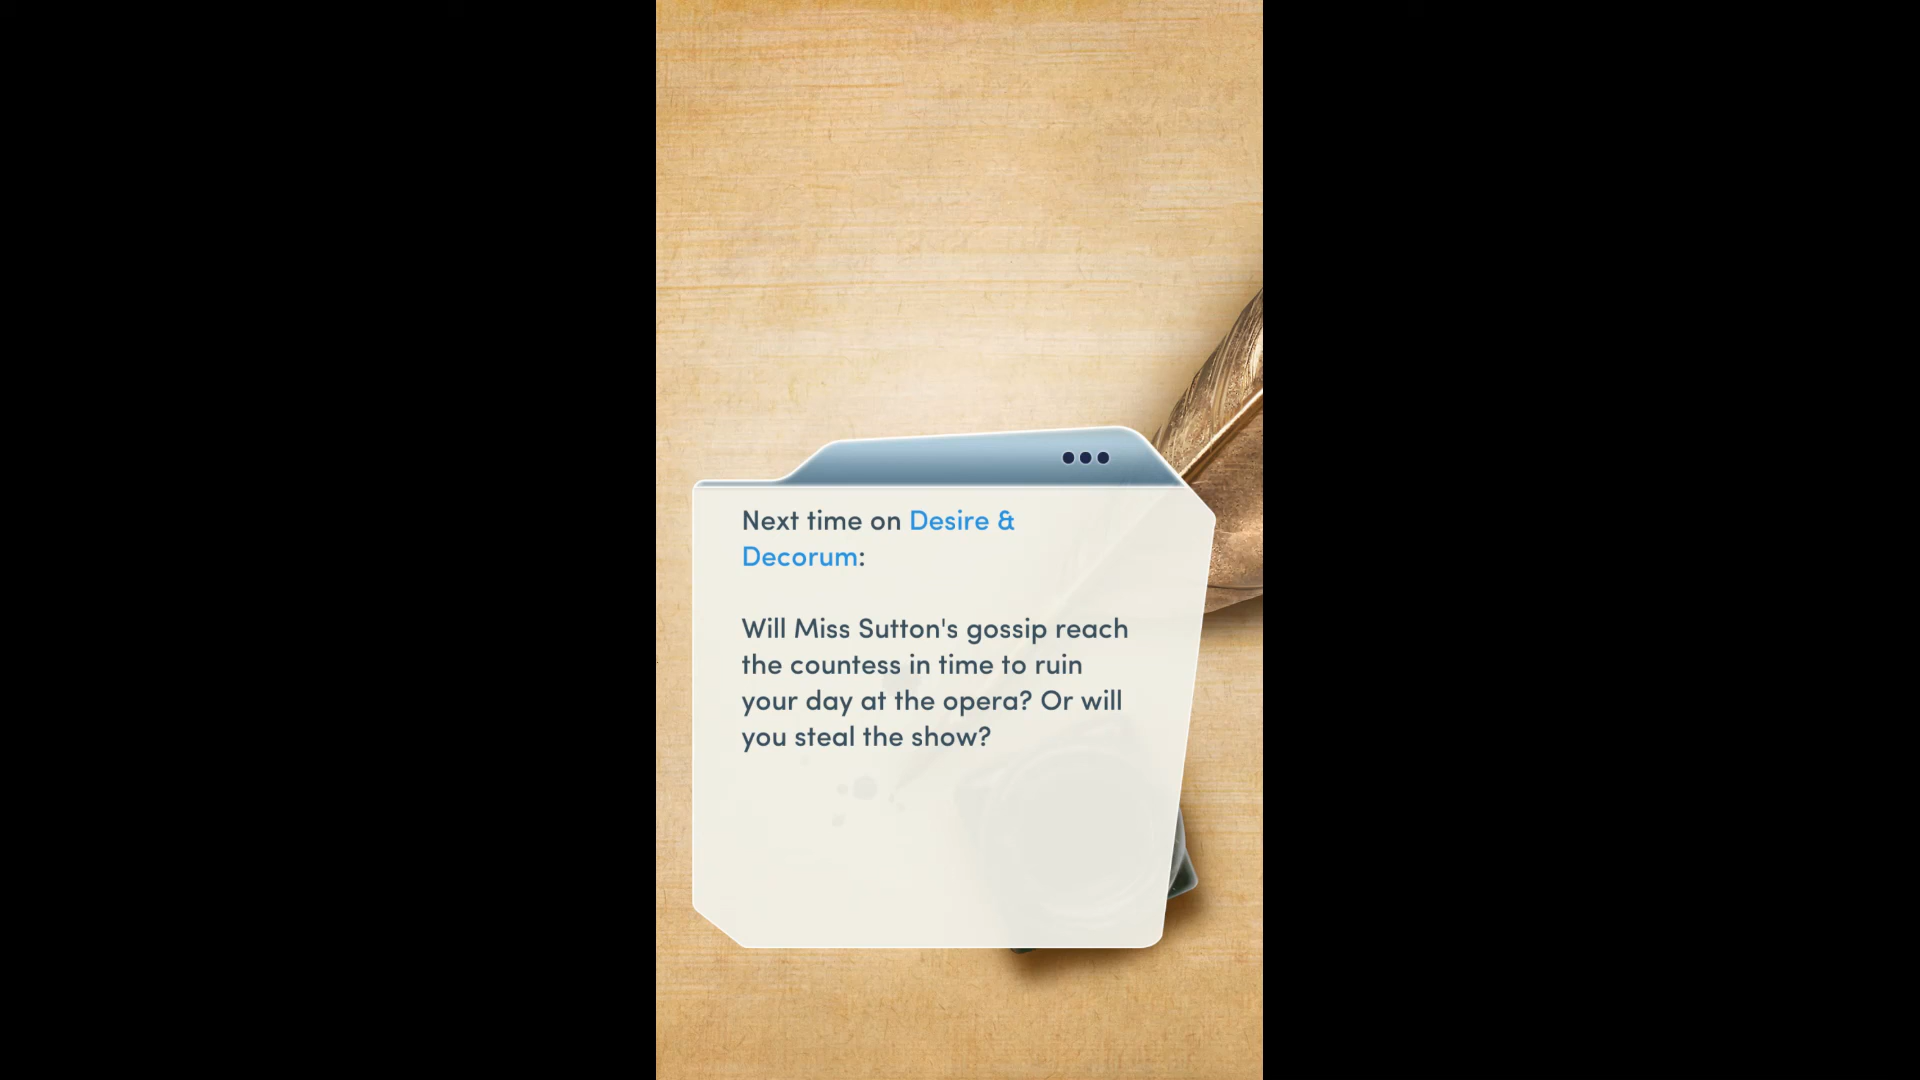 Next time on Desire &
Decorum:
Will Miss Sutton's gossip reach
the countess in time to ruin
your day at the opera? Or will
you steal the show?